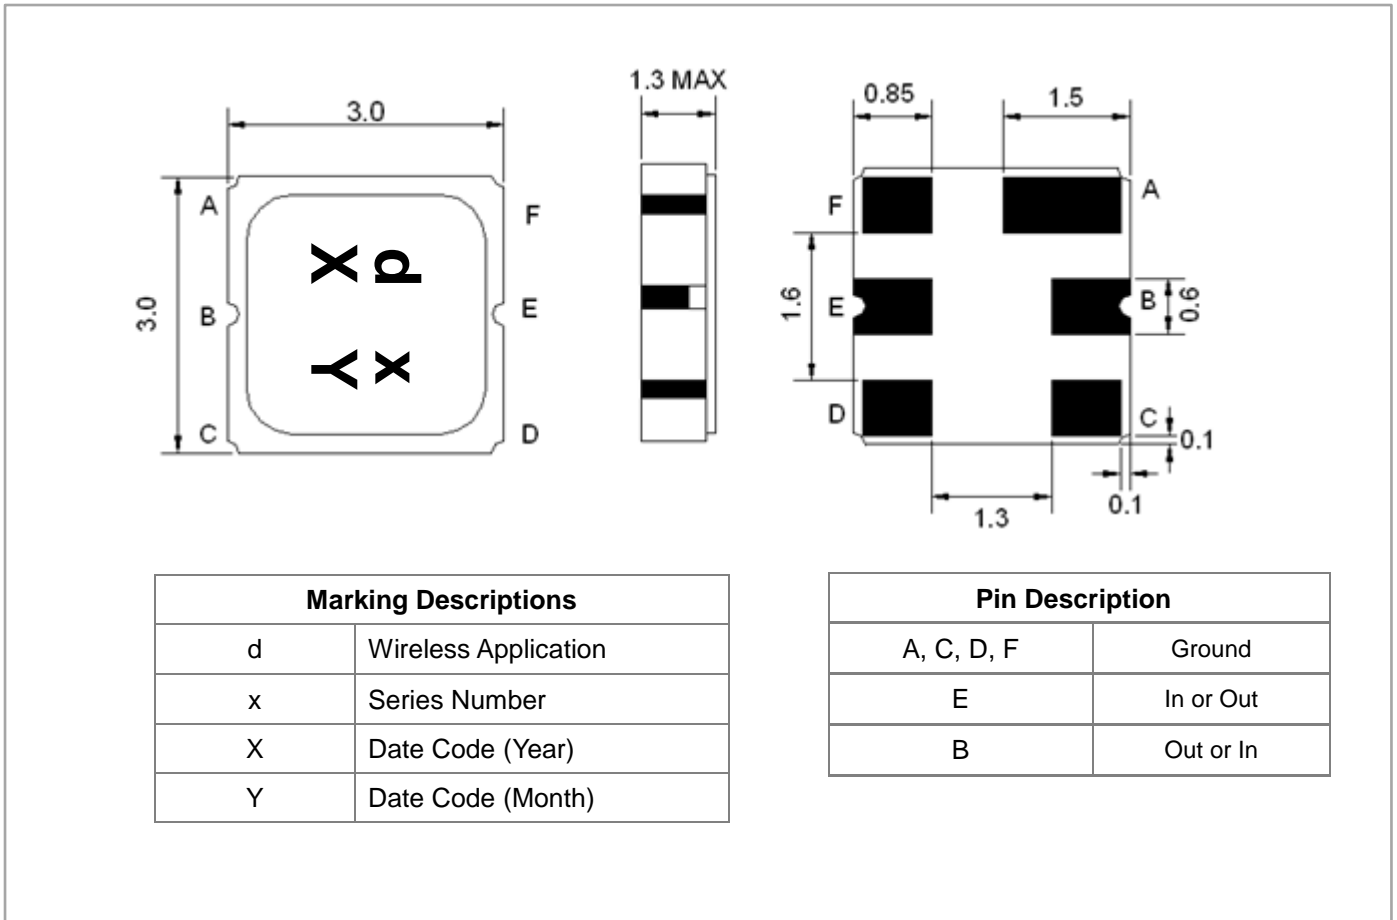 1.3 MAX
3.0
0.85
1.5
A
F
F
A
X d
3.0
B
E
1.6
E
B
0.6
Y x
C
D
D
C
0.1
0.1
1.3
Marking Descriptions
d Wireless Application
x Series Number
X Date Code (Year)
Y Date Code (Month)
Pin Description
A, C, D, F Ground
E In or Out
B Out or In